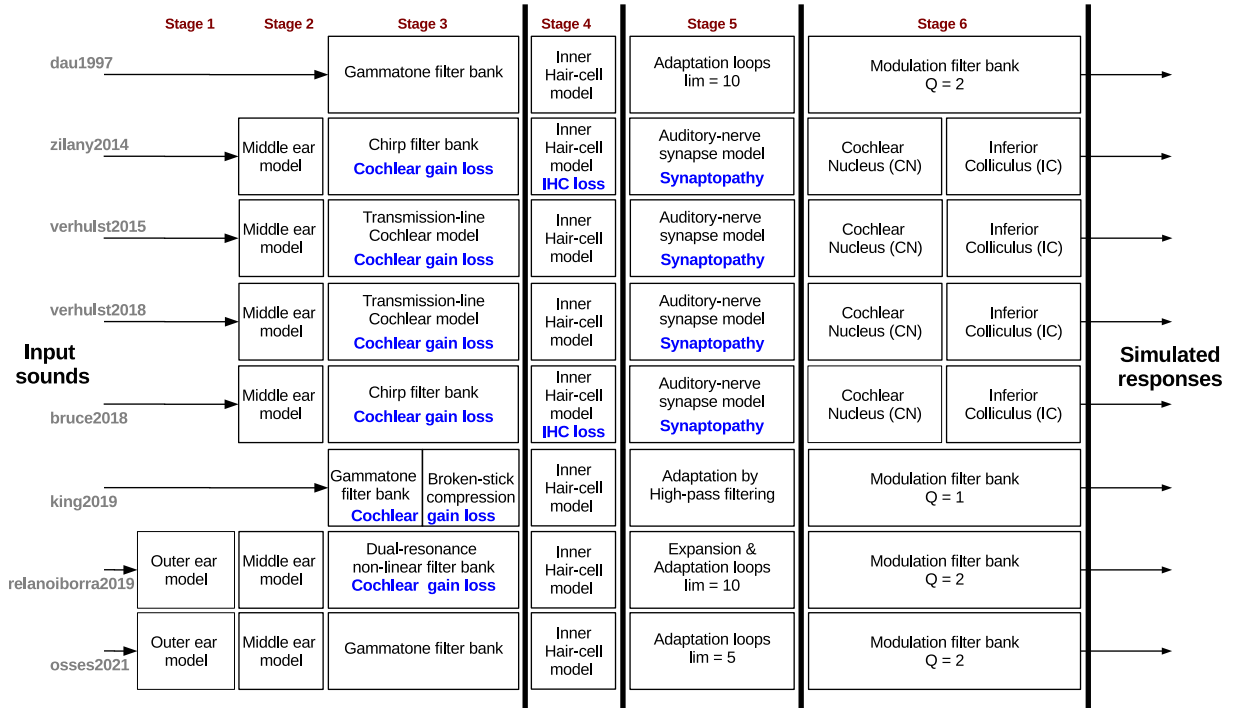 Stage 1 Stage 2 Stage 3 Stage 4 Stage 5 Stage 6
dau1997
Gammatone filter bank
Inner
Hair-cell
model
Adaptation loops
lim = 10
Modulation filter bank
Q = 2
zilany2014
Middle ear
model
Chirp filter bank
Cochlear gain loss
Inner
Hair-cell
model
IHC loss
Auditory-nerve
synapse model
Synaptopathy
Cochlear
Nucleus (CN)
Inferior
Colliculus (IC)
verhulst2015
Middle ear
model
Transmission-line
Cochlear model
Cochlear gain loss
Inner
Hair-cell
model
Auditory-nerve
synapse model
Synaptopathy
Cochlear
Nucleus (CN)
Inferior
Colliculus (IC)
verhulst2018
Middle ear
model
Transmission-line
Cochlear model
Cochlear gain loss
Inner
Hair-cell
model
Auditory-nerve
synapse model
Synaptopathy
Cochlear
Nucleus (CN)
Inferior
Colliculus (IC)
Input
sounds
Simulated
responses
bruce2018
Middle ear
model
Chirp filter bank
Cochlear gain loss
Inner
Hair-cell
model
IHC loss
Auditory-nerve
synapse model
Synaptopathy
Cochlear
Nucleus (CN)
Inferior
Colliculus (IC)
king2019
Gammatone
filter bank
Broken-stick
compression
Cochlear gain loss
Inner
Hair-cell
model
Adaptation by
High-pass filtering
Modulation filter bank
Q = 1
relanoiborra2019
Outer ear
model
Middle ear
model
Dual-resonance
non-linear filter bank
Cochlear gain loss
Inner
Hair-cell
model
Expansion &
Adaptation loops
lim = 10
Modulation filter bank
Q = 2
osses2021
Outer ear
model
Middle ear
model
Gammatone filter bank
Inner
Hair-cell
model
Adaptation loops
lim = 5
Modulation filter bank
Q = 2